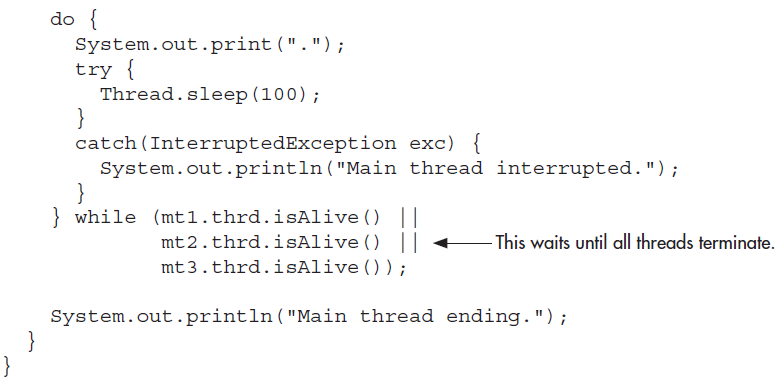 do {
System.out.print(".");
try {
Thread.sleep(100);
}
catch(InterruptedException exc) {
System.out.println("Main thread interrupted.");
}
} while (mt1.thrd.isAlive() ||
mt2.thrd.isAlive() || This waits until all threads terminate.
mt3.thrd.isAlive());
System.out.println("Main thread ending.");
}
}